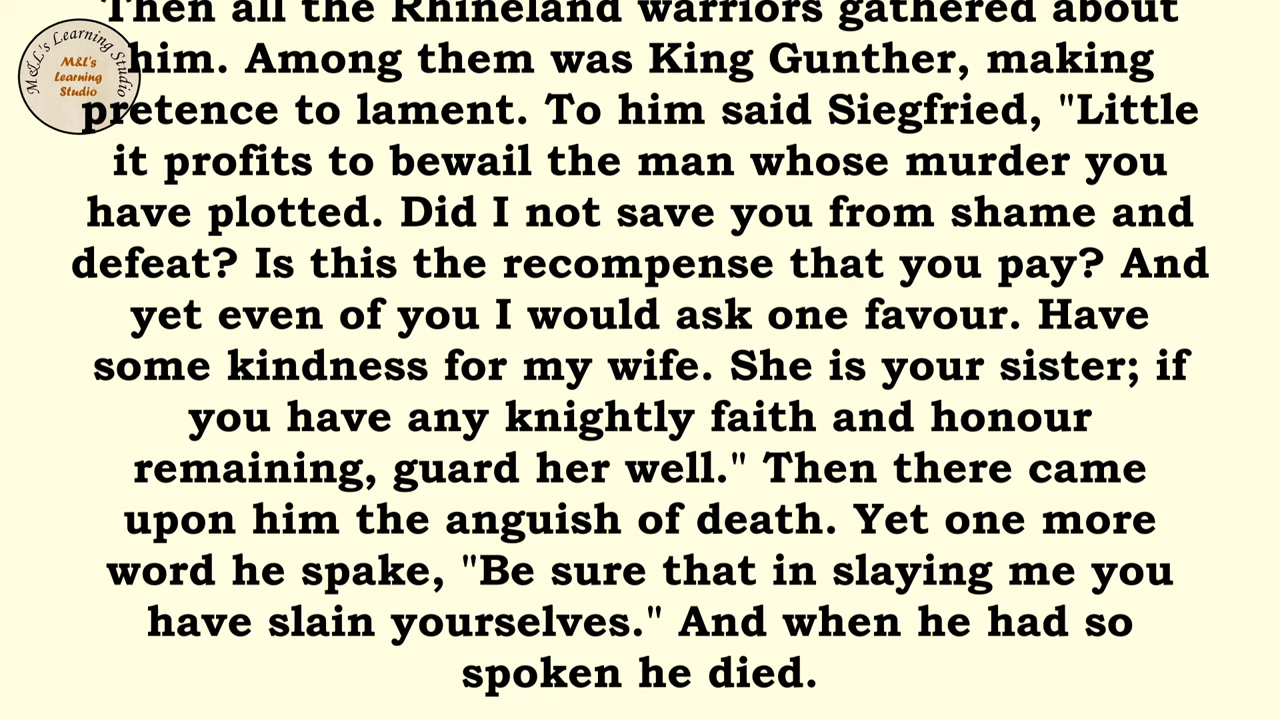 Then all the Rhineland warriors gathered about
him. Among them was King Gunther, making
pretence to lament. To him said Siegfried, "Little
it profits to bewail the man whose murder you
have plotted. Did I not save you from shame and
defeat? Is this the recompense that you pay? And
yet even of you I would ask one favour. Have
some kindness for my wife. She is your sister; if
you have any knightly faith and honour
remaining, guard her well." Then there came
upon him the anguish of death. Yet one more
word he spake, "Be sure that in slaying me you
have slain yourselves." And when he had so
spoken he died.
M&L's Learning Studio
M&L's
Learning
Studio